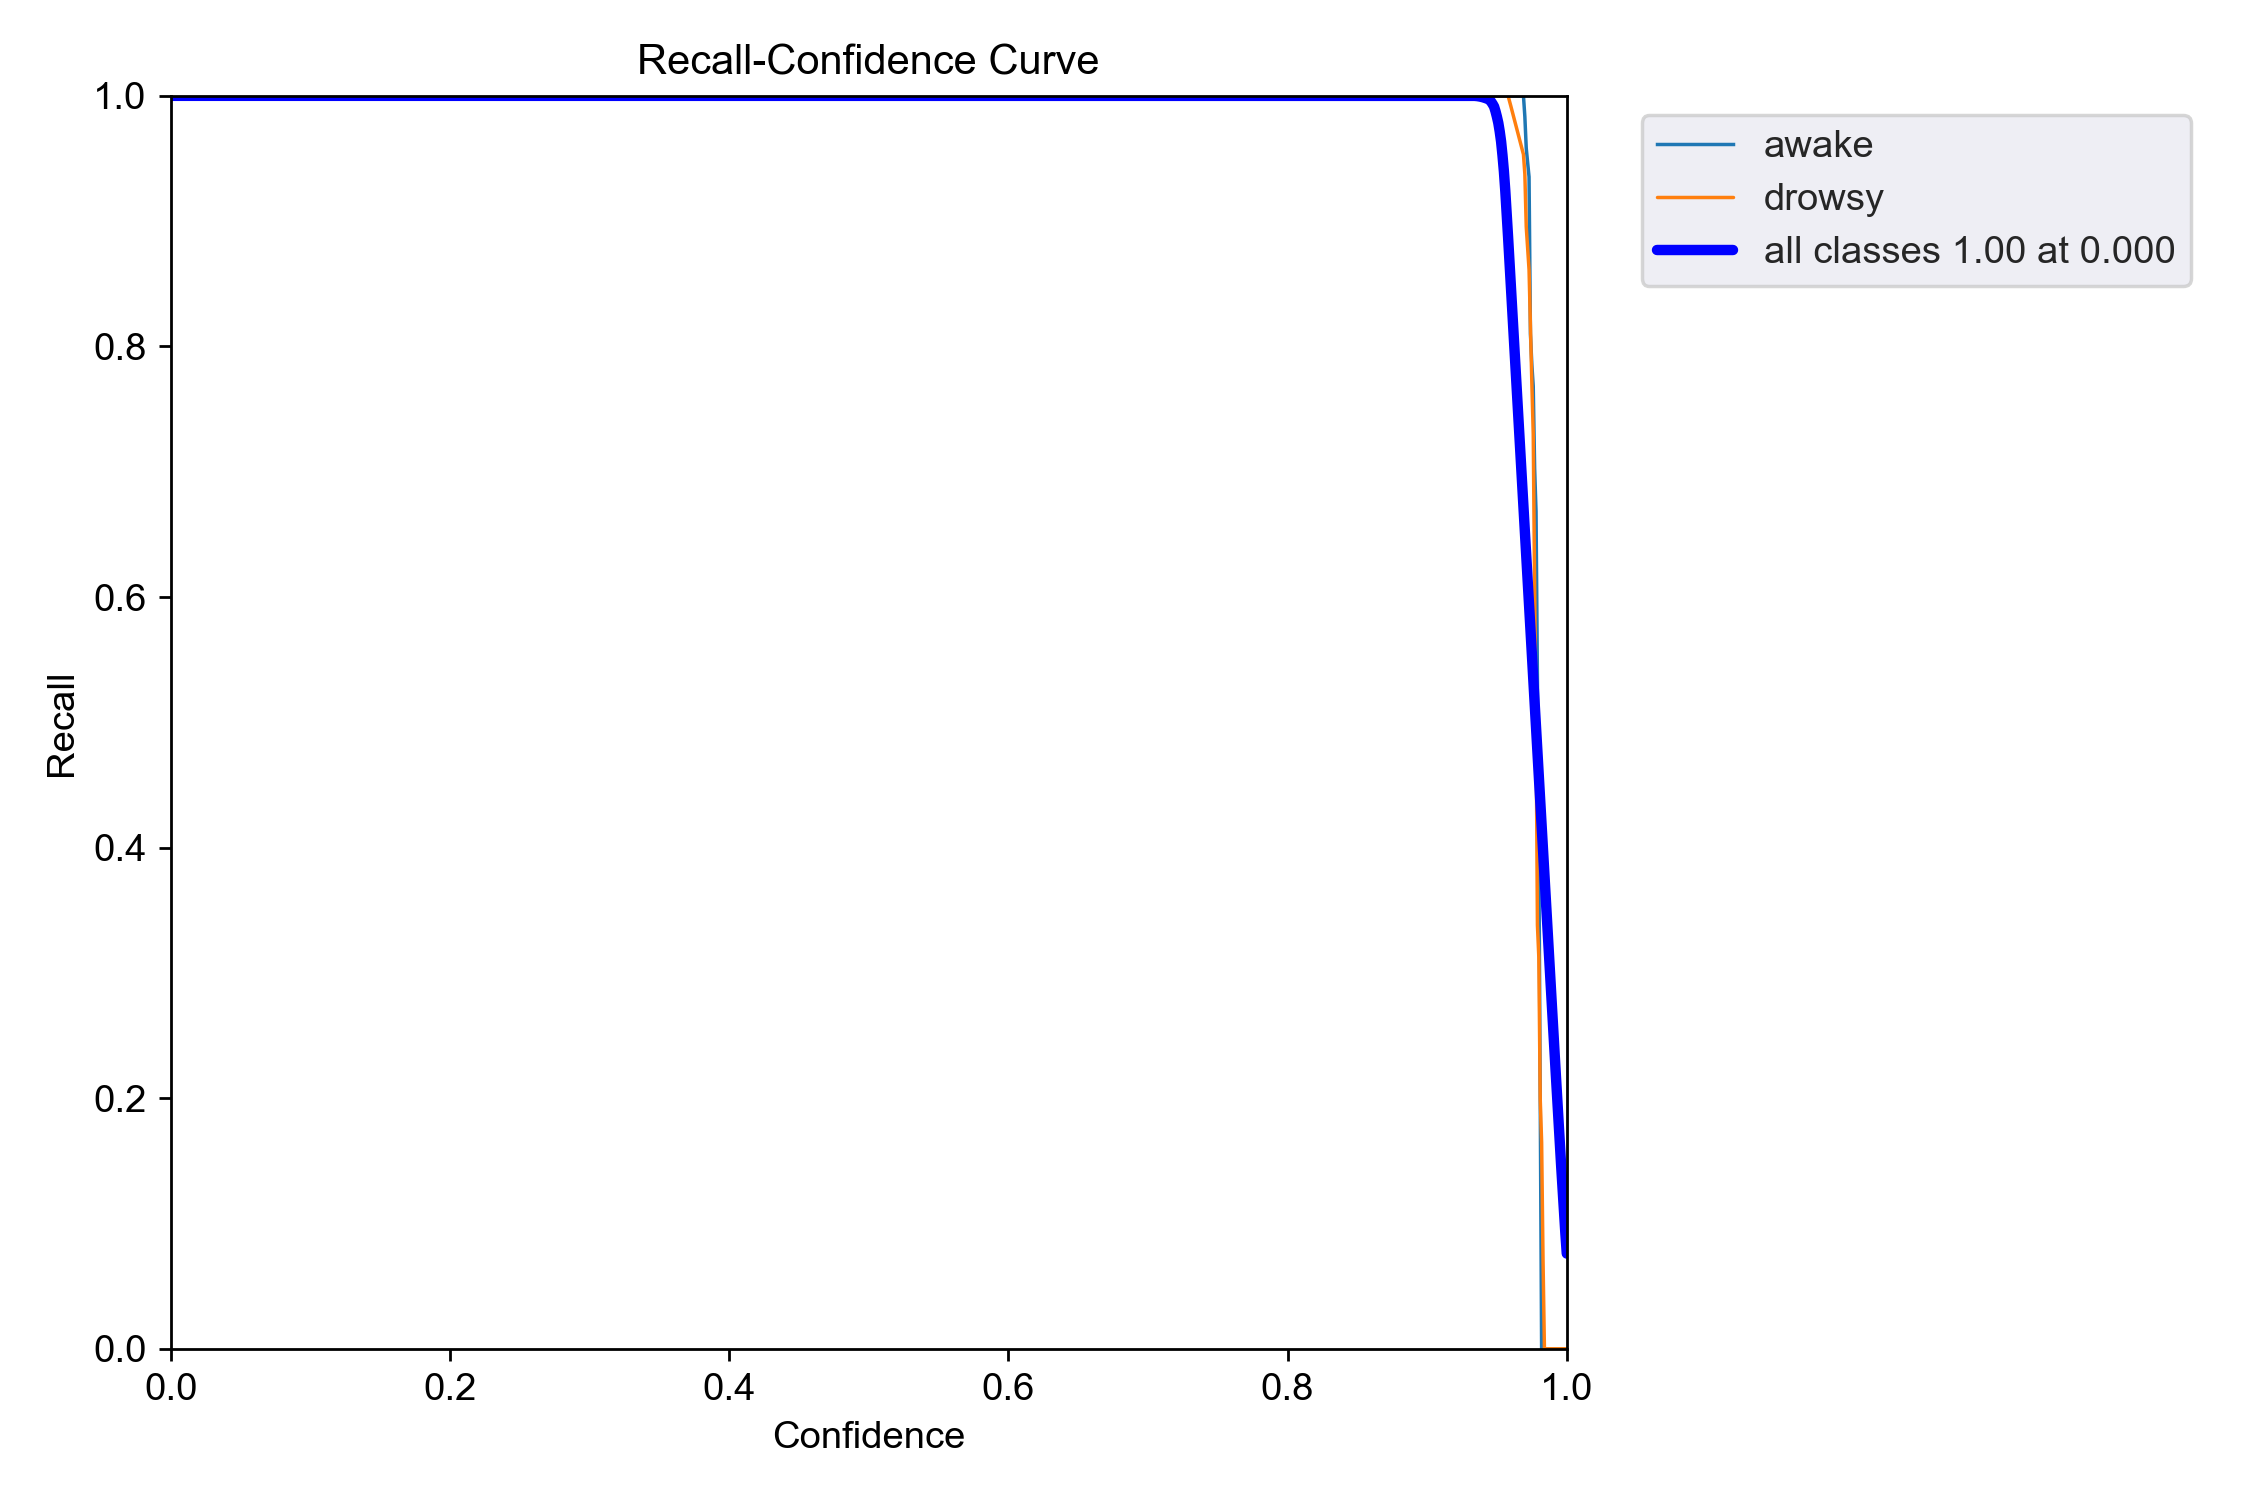 Recall-Confidence Curve
1.0
0.8
0.6
0.4
0.2
0.0
Recall
0.0 0.2 0.4 0.6 0.8 1.0
Confidence
awake
drowsy
all classes 1.00 at 0.000